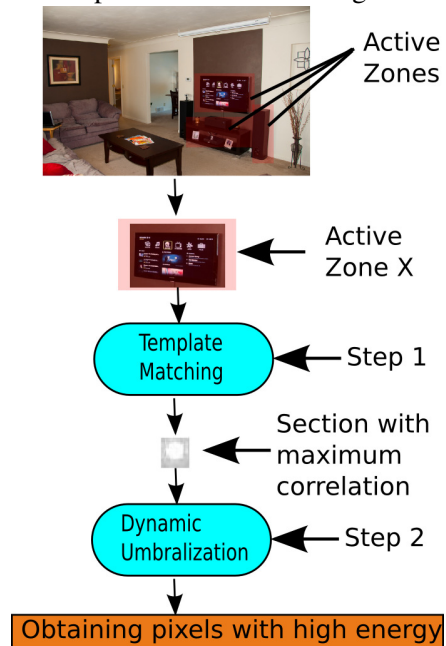 Active
Zones
Active
Zone X
Template
Matching
Step 1
Section with
maximum
correlation
Dynamic
Umbralization
Step 2
Obtaining pixels with high energy